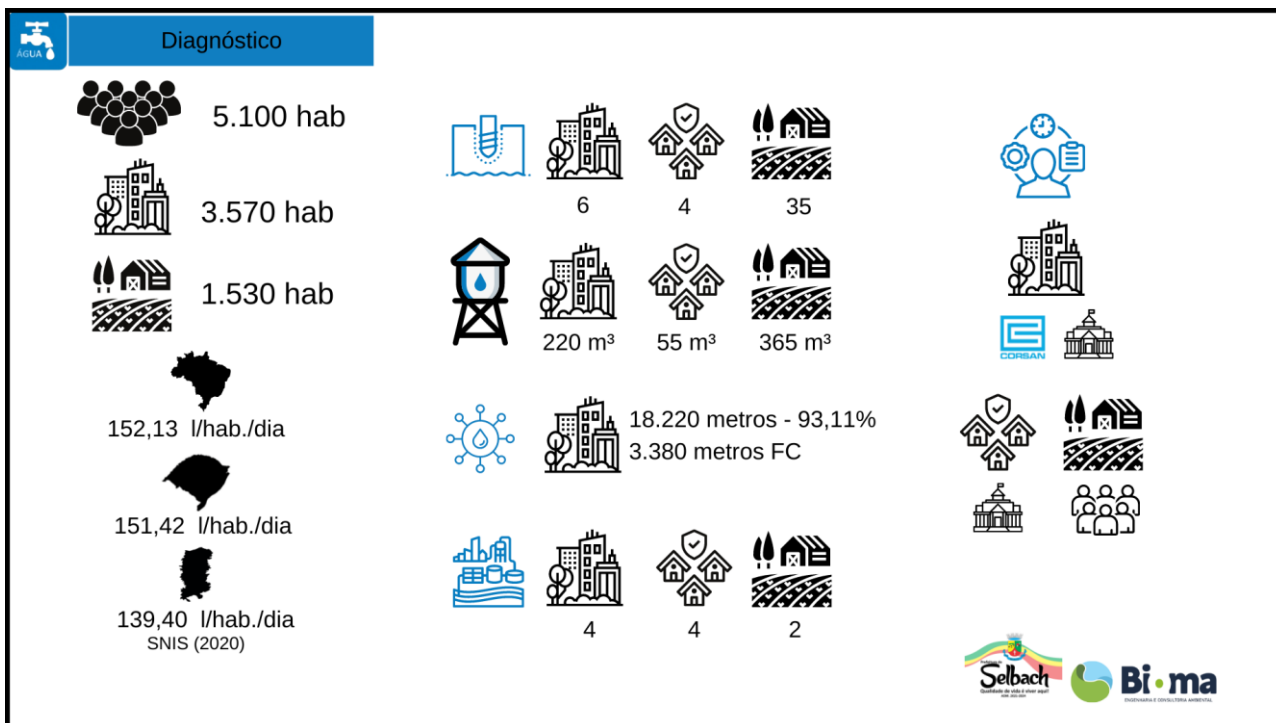 ÁGUA
Diagnóstico
5.100 hab
3.570 hab
1.530 hab
152,13 l/hab./dia
151,42 l/hab./dia
139,40 l/hab./dia
SNIS (2020)
6 4 35
220 m³ 55 m³ 365 m³
18.220 metros - 93,11%
3.380 metros FC
4 4 2
CORSAN
Selbach
Qualidade de vida é viver aqui!
Bioma
ENGENHARIA E CONSULTORIA AMBIENTAL